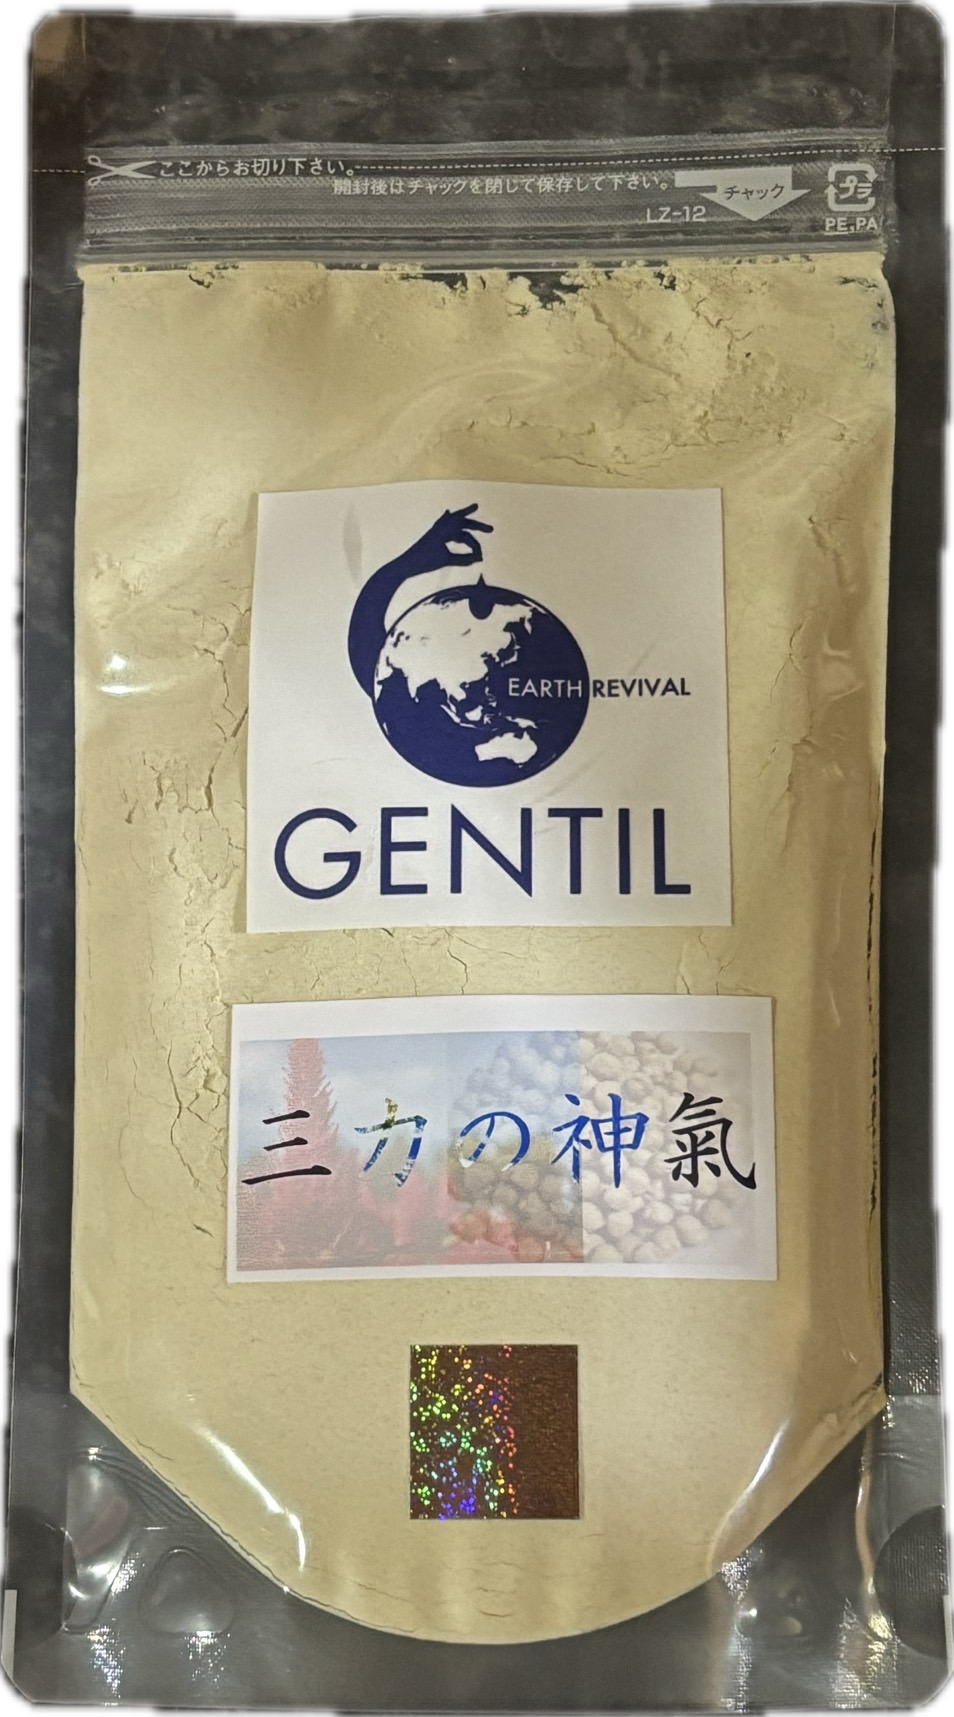 ここからお切り下さい。
開封後はチャックを閉じて保存して下さい。
チャック
プラ
LZ-12
PE,PA
EARTH REVIVAL
GENTIL
三力の神氣